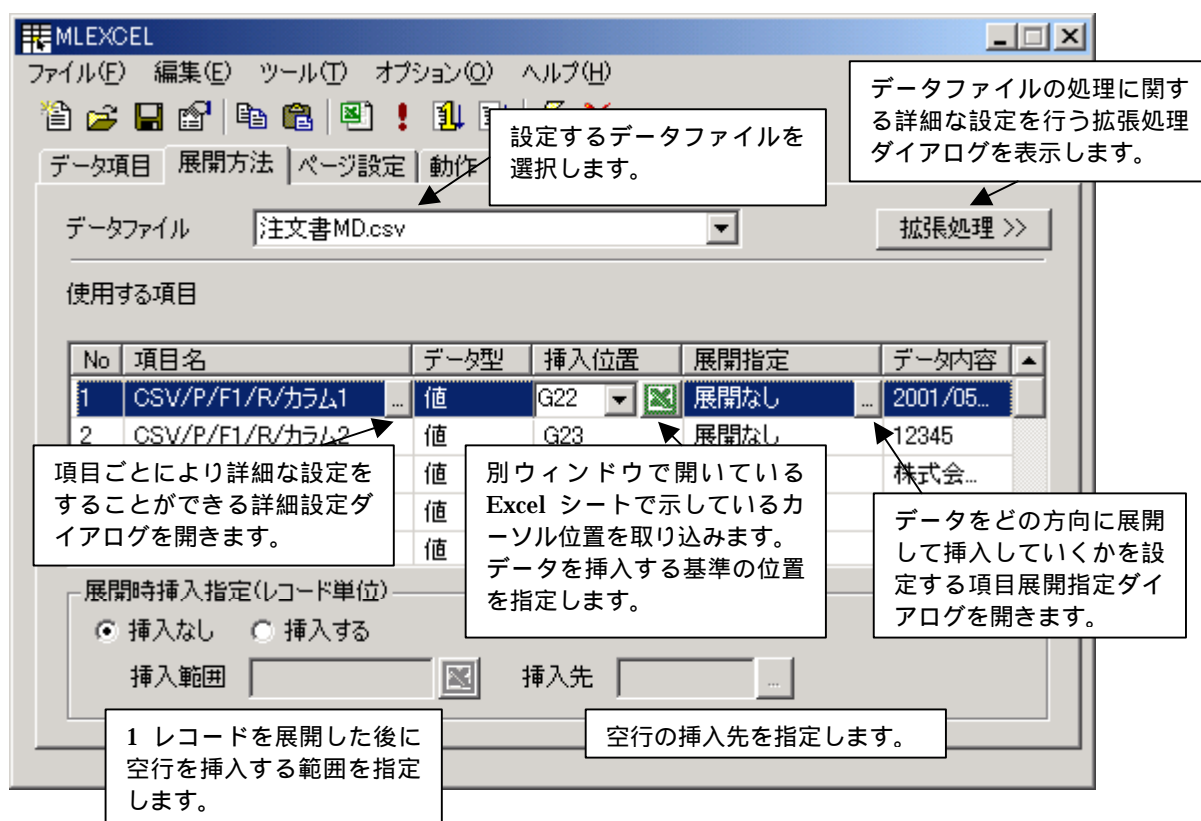 MLEXCEL
ファイル(F) 編集(E) ツール(T) オプション(O) ヘルプ(H)
データファイルの処理に関す
る詳細な設定を行う拡張処理
ダイアログを表示します。
設定するデータファイルを
選択します。
データ項目 展開方法 ページ設定 動作
データファイル 注文書MD.csv 拡張処理 >>
使用する項目
No 項目名 データ型 挿入位置 展開指定 データ内容
1 CSV/P/F1/R/カラム1 ... 値 G22 展開なし ... 2001/05...
2 CSV/P/F1/R/カラム2 値 G23 展開なし 12345
値 株式会...
値
値
項目ごとにより詳細な設定を
することができる詳細設定ダ
イアログを開きます。
別ウィンドウで開いている
Excel シートで示しているカ
ーソル位置を取り込みます。
データを挿入する基準の位置
を指定します。
データをどの方向に展開
して挿入していくかを設
定する項目展開指定ダイ
アログを開きます。
展開時挿入指定(レコード単位)
挿入なし 挿入する
挿入範囲 挿入先 ...
1 レコードを展開した後に
空行を挿入する範囲を指定
します。
空行の挿入先を指定します。